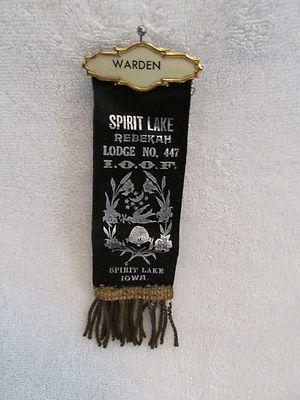 WARDEN
SPIRIT LAKE
REBEKAH
LODGE NO. 447
I.O.O.F.
SPIRIT LAKE
IOWA.